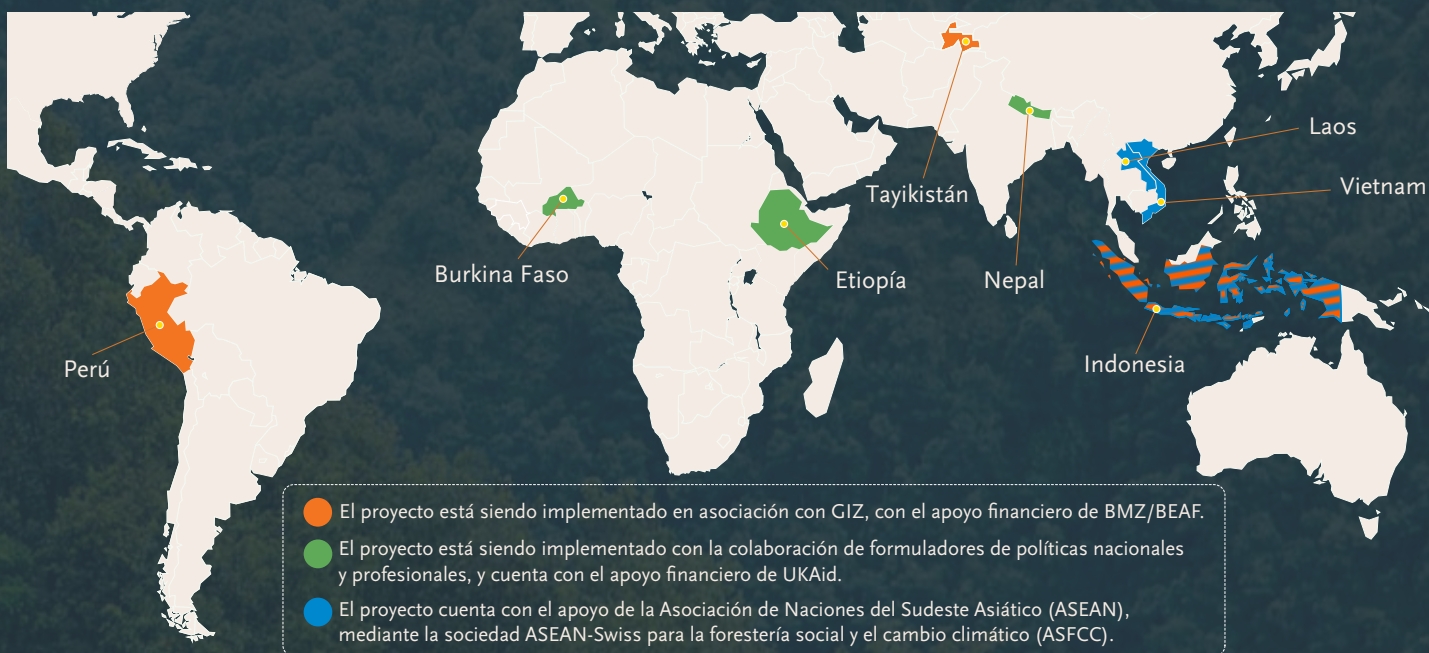 Laos
Vietnam
Tayikistán
Burkina Faso
Etiopía
Nepal
Perú
Indonesia
El proyecto está siendo implementado en asociación con GIZ, con el apoyo financiero de BMZ/BEAF.
El proyecto está siendo implementado con la colaboración de formuladores de políticas nacionales
y profesionales, y cuenta con el apoyo financiero de UKAid.
El proyecto cuenta con el apoyo de la Asociación de Naciones del Sudeste Asiático (ASEAN),
mediante la sociedad ASEAN-Swiss para la forestería social y el cambio climático (ASFCC).